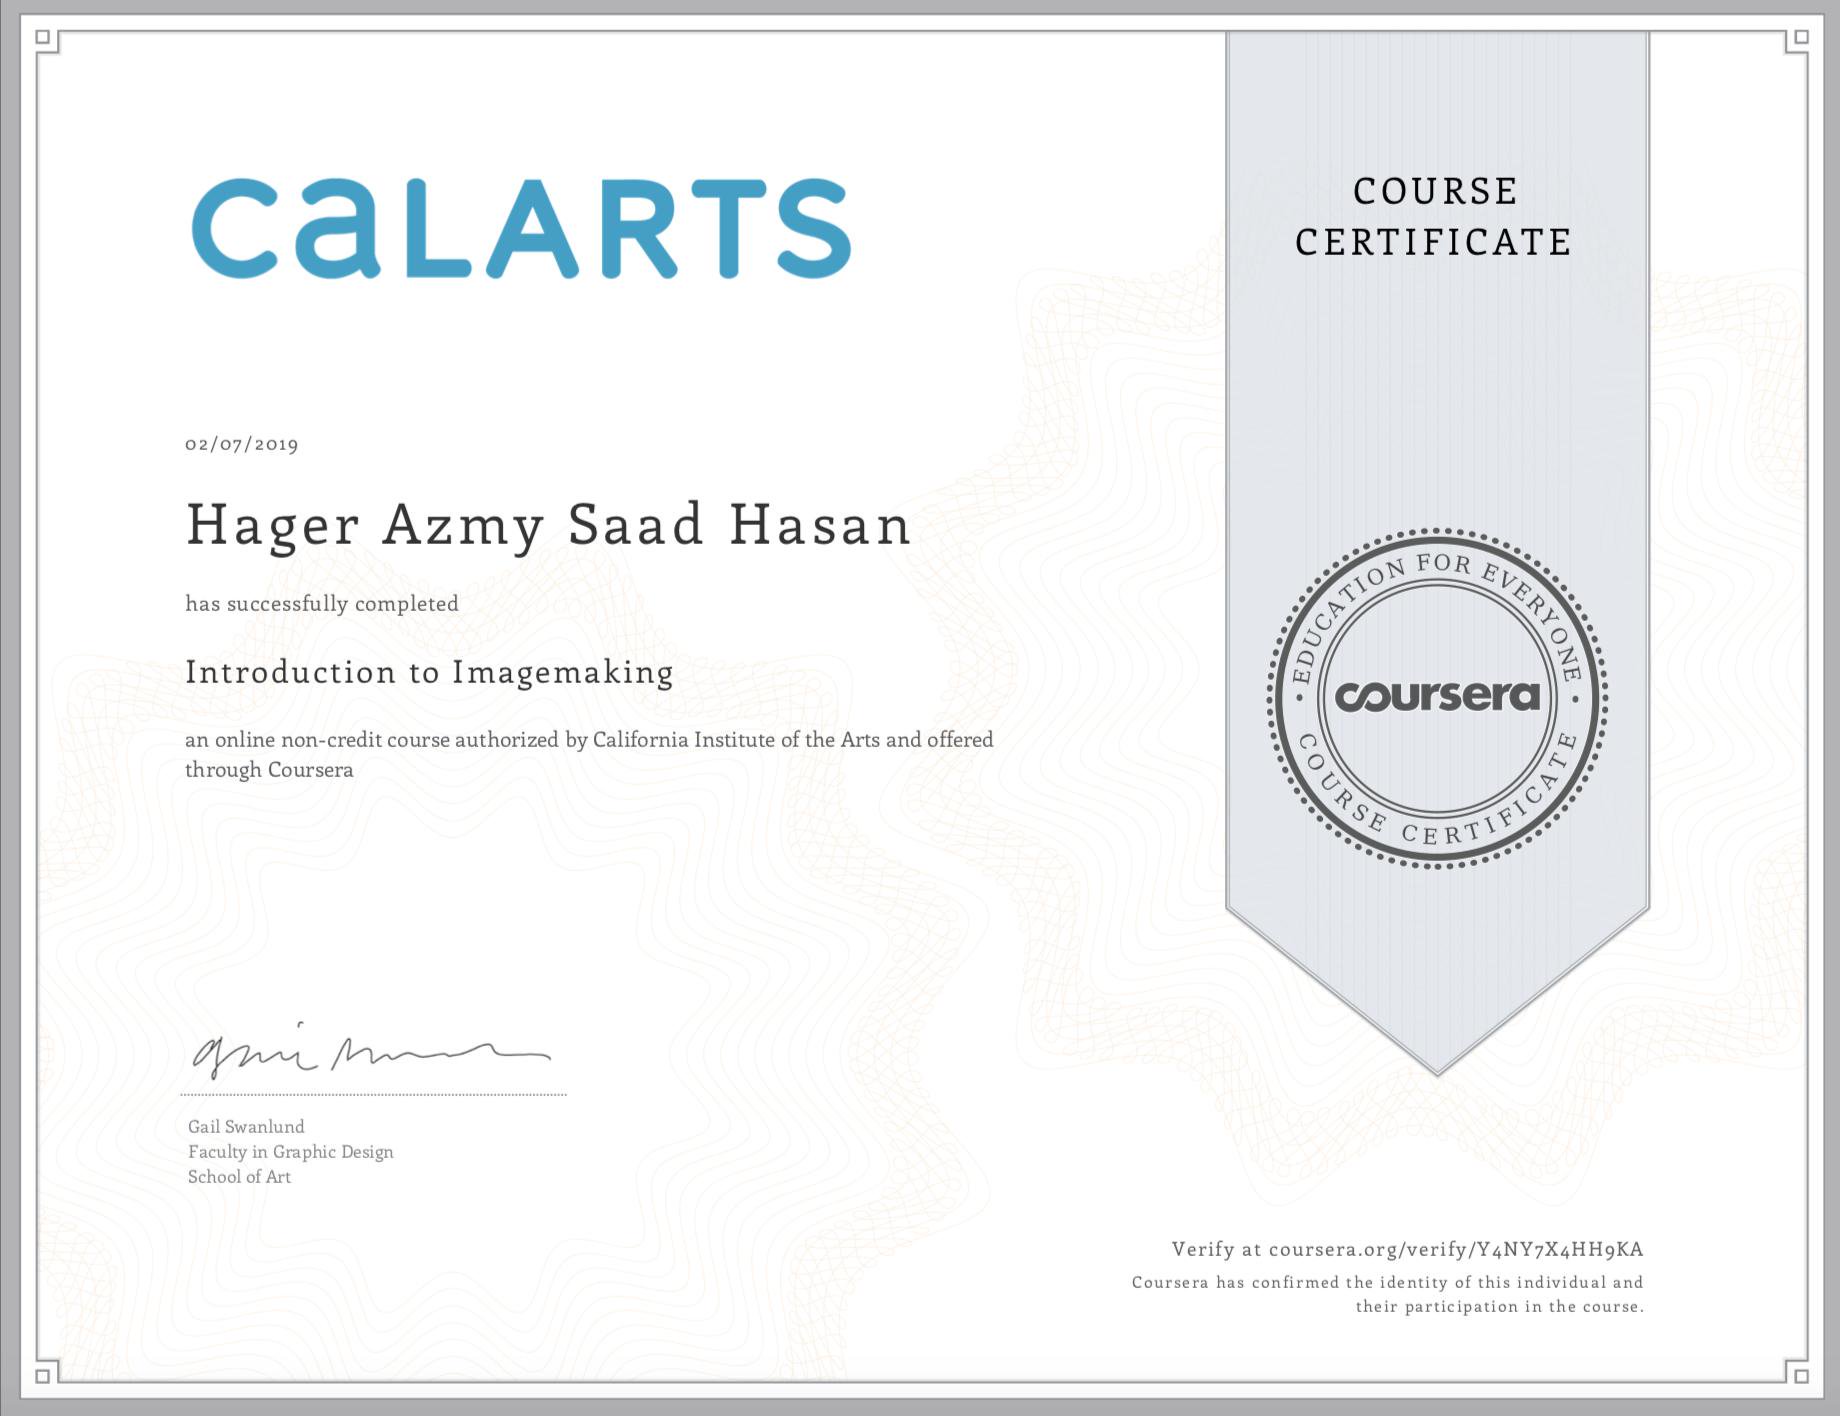 CaLARTS
COURSE
CERTIFICATE
02/07/2019
Hager Azmy Saad Hasan
has successfully completed
Introduction to Imagemaking
an online non-credit course authorized by California Institute of the Arts and offered
through Coursera
EDUCATION FOR EVERYONE
coursera
COURSE CERTIFICATE
Gail Swanlund
Faculty in Graphic Design
School of Art
Verify at coursera.org/verify/Y4NY7X4HH9KA
Coursera has confirmed the identity of this individual and
their participation in the course.